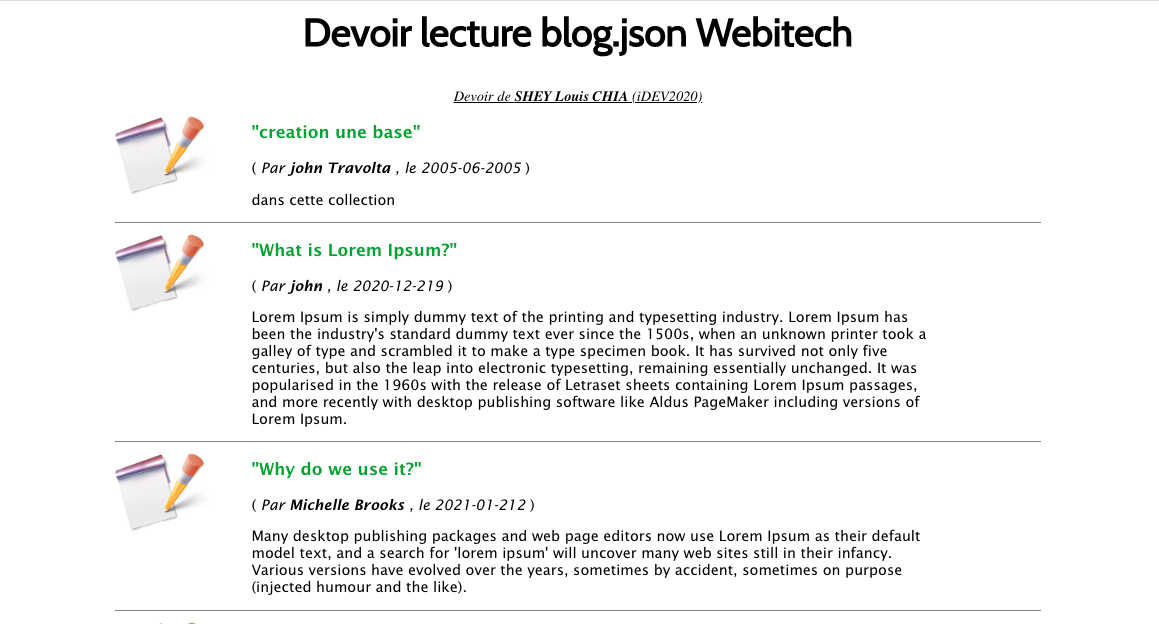 Devoir lecture blog.json Webitech
Devoir de SHEY Louis CHIA (iDEV2020)
"creation une base"
( Par john Travolta , le 2005-06-2005 )
dans cette collection
"What is Lorem Ipsum?"
( Par john , le 2020-12-219 )
Lorem Ipsum is simply dummy text of the printing and typesetting industry. Lorem Ipsum has
been the industry's standard dummy text ever since the 1500s, when an unknown printer took a
galley of type and scrambled it to make a type specimen book. It has survived not only five
centuries, but also the leap into electronic typesetting, remaining essentially unchanged. It was
popularised in the 1960s with the release of Letraset sheets containing Lorem Ipsum passages,
and more recently with desktop publishing software like Aldus PageMaker including versions of
Lorem Ipsum.
"Why do we use it?"
( Par Michelle Brooks , le 2021-01-212 )
Many desktop publishing packages and web page editors now use Lorem Ipsum as their default
model text, and a search for 'lorem ipsum' will uncover many web sites still in their infancy.
Various versions have evolved over the years, sometimes by accident, sometimes on purpose
(injected humour and the like).